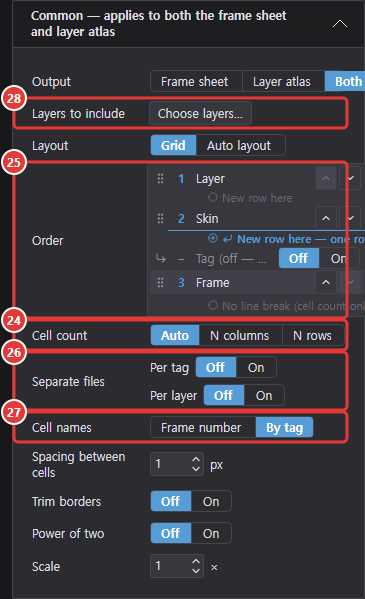 Common — applies to both the frame sheet
and layer atlas
Output Frame sheet Layer atlas Both
28
Layers to include Choose layers...
Layout Grid Auto layout
25
1 Layer
New row here
2 Skin
Order
↵ New row here — one ro
– Tag (off — ... Off On
3 Frame
No line break (cell count onl
24
Cell count Auto N columns N rows
26
Separate files
Per tag Off On
Per layer Off On
27
Cell names Frame number By tag
Spacing between
cells
1 px
Trim borders Off On
Power of two Off On
Scale 1 ×